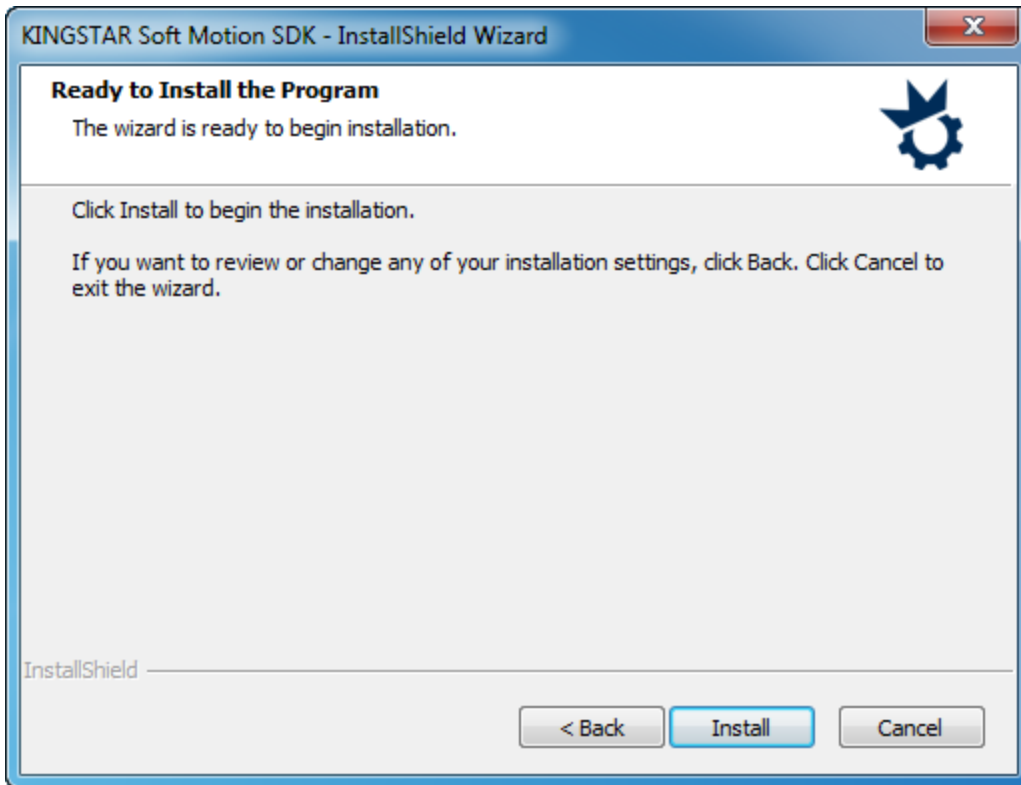 KINGSTAR Soft Motion SDK - InstallShield Wizard
Ready to Install the Program
The wizard is ready to begin installation.
Click Install to begin the installation.
If you want to review or change any of your installation settings, click Back. Click Cancel to
exit the wizard.
InstallShield
< Back
Install
Cancel